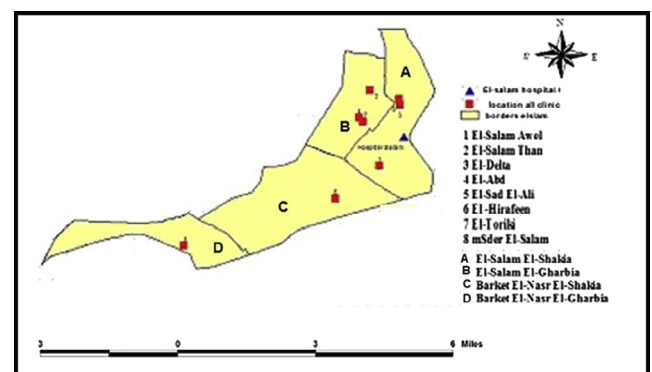 N
E
A
El-salam hospital
location all clinic
borders elslam
B
1 El-Salam Awol
Hospital salam
2 El-Salam Than
3 El-Delta
4 El-Abd
5 El-Sad El-Ali
C
6 El-Hirafeen
7 El-Toriki
D
8 mSder El-Salam
A El-Salam El-Shakia
B El-Salam El-Gharbia
C Barket El-Nasr El-Shakia
D Barket El-Nasr El-Gharbia
3 0 3 6 Miles